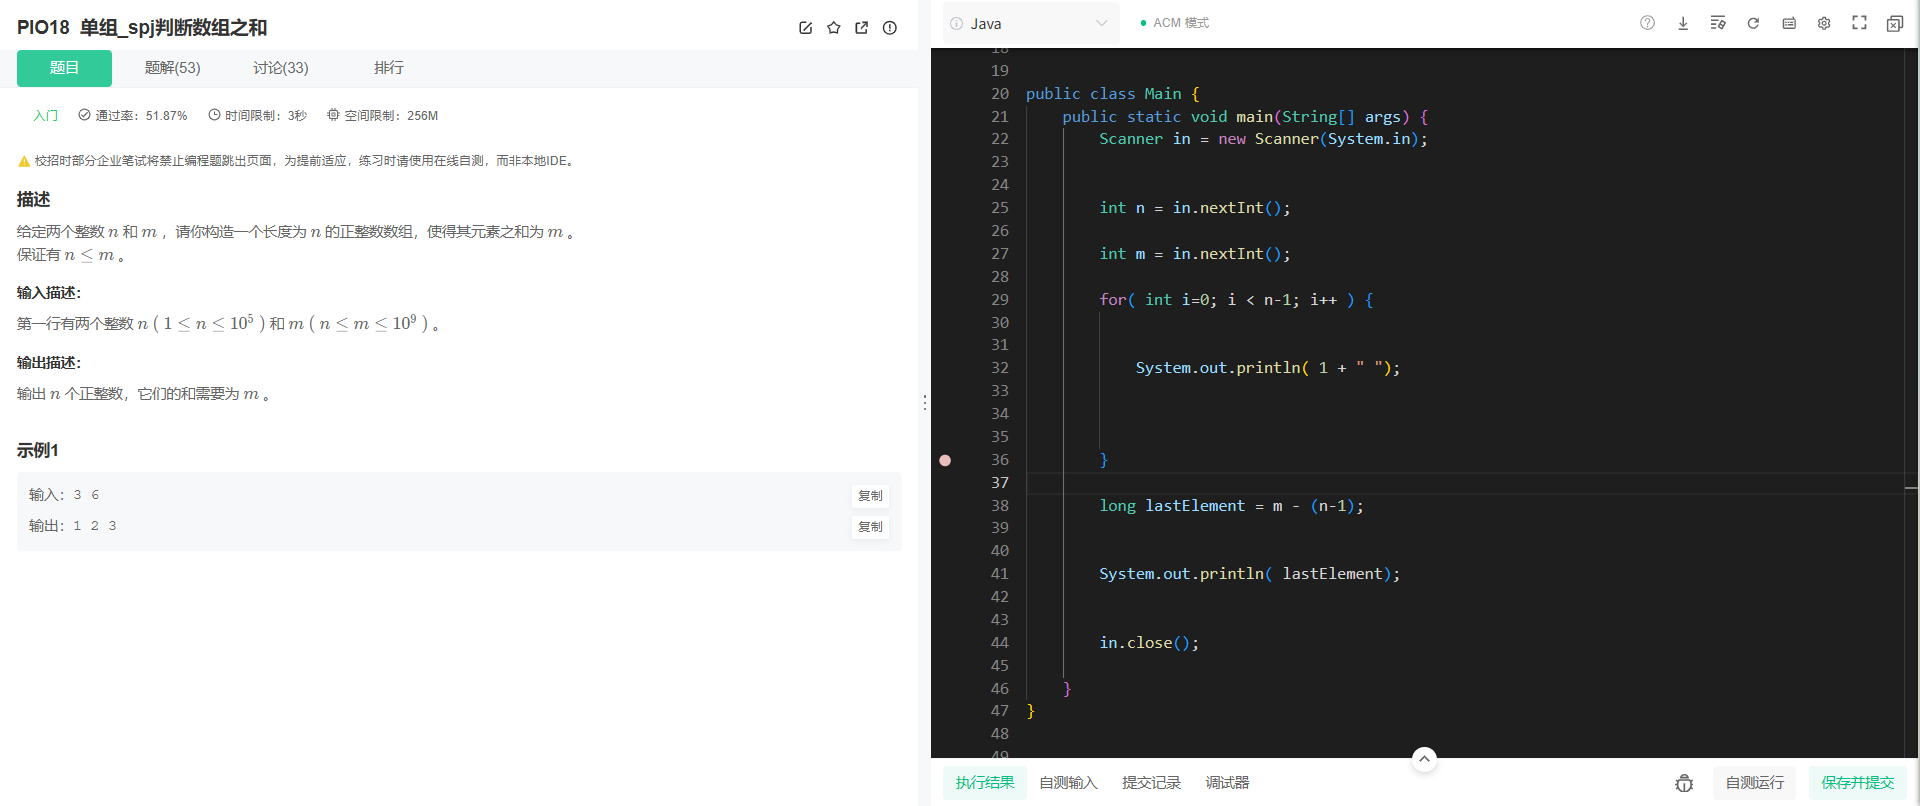 PIO18 单组_spj判断数组之和
题目 题解(53) 讨论(33) 排行
入门 通过率：51.87% 时间限制：3秒 空间限制：256M
校招时部分企业笔试将禁止编程题跳出页面，为提前适应，练习时请使用在线自测，而非本地IDE。
描述
给定两个整数 n 和 m ，请你构造一个长度为 n 的正整数数组，使得其元素之和为 m 。
保证有 n ≤ m 。
输入描述：
第一行有两个整数 n ( 1 ≤ n ≤ 10⁵ ) 和 m ( n ≤ m ≤ 10⁹ ) 。
输出描述：
输出 n 个正整数，它们的和需要为 m 。
示例1
输入：3 6 复制
输出：1 2 3 复制
Java ACM 模式
18
19
20 public class Main {
21 public static void main(String[] args) {
22 Scanner in = new Scanner(System.in);
23
24
25 int n = in.nextInt();
26
27 int m = in.nextInt();
28
29 for( int i=0; i < n-1; i++ ) {
30
31
32 System.out.println( 1 + " ");
33
34
35
36 }
37
38 long lastElement = m - (n-1);
39
40
41 System.out.println( lastElement);
42
43
44 in.close();
45
46 }
47 }
48
49
执行结果 自测输入 提交记录 调试器 自测运行 保存并提交